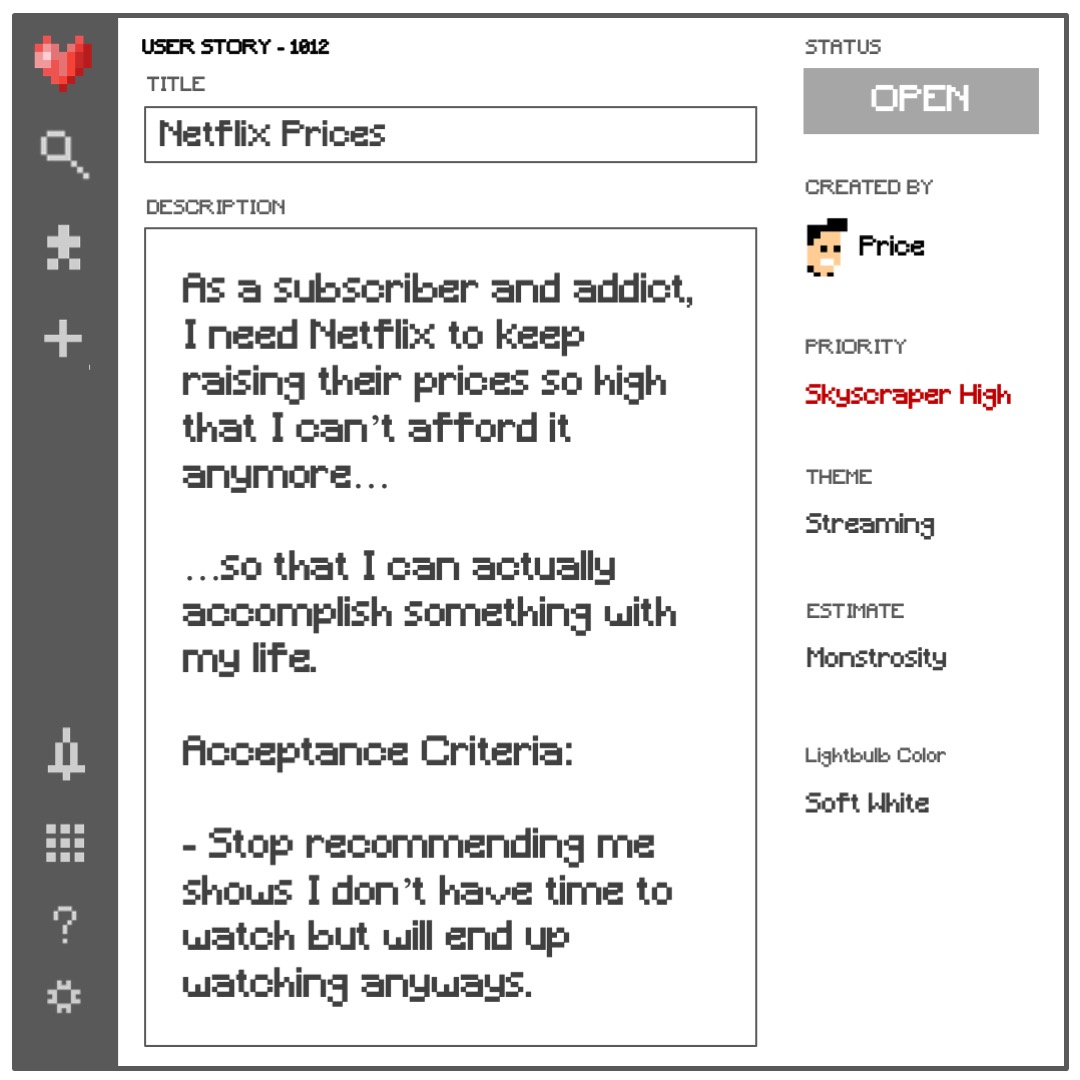 USER STORY - 1012
TITLE
Netflix Prices
DESCRIPTION
As a subscriber and addict,
I need Netflix to keep
raising their prices so high
that I can’t afford it
anymore...
...so that I can actually
accomplish something with
my life.
Acceptance Criteria:
- Stop recommending me
shows I don’t have time to
watch but will end up
watching anyways.
STATUS
OPEN
CREATED BY
Price
PRIORITY
Skyscraper High
THEME
Streaming
ESTIMATE
Monstrosity
Lightbulb Color
Soft White